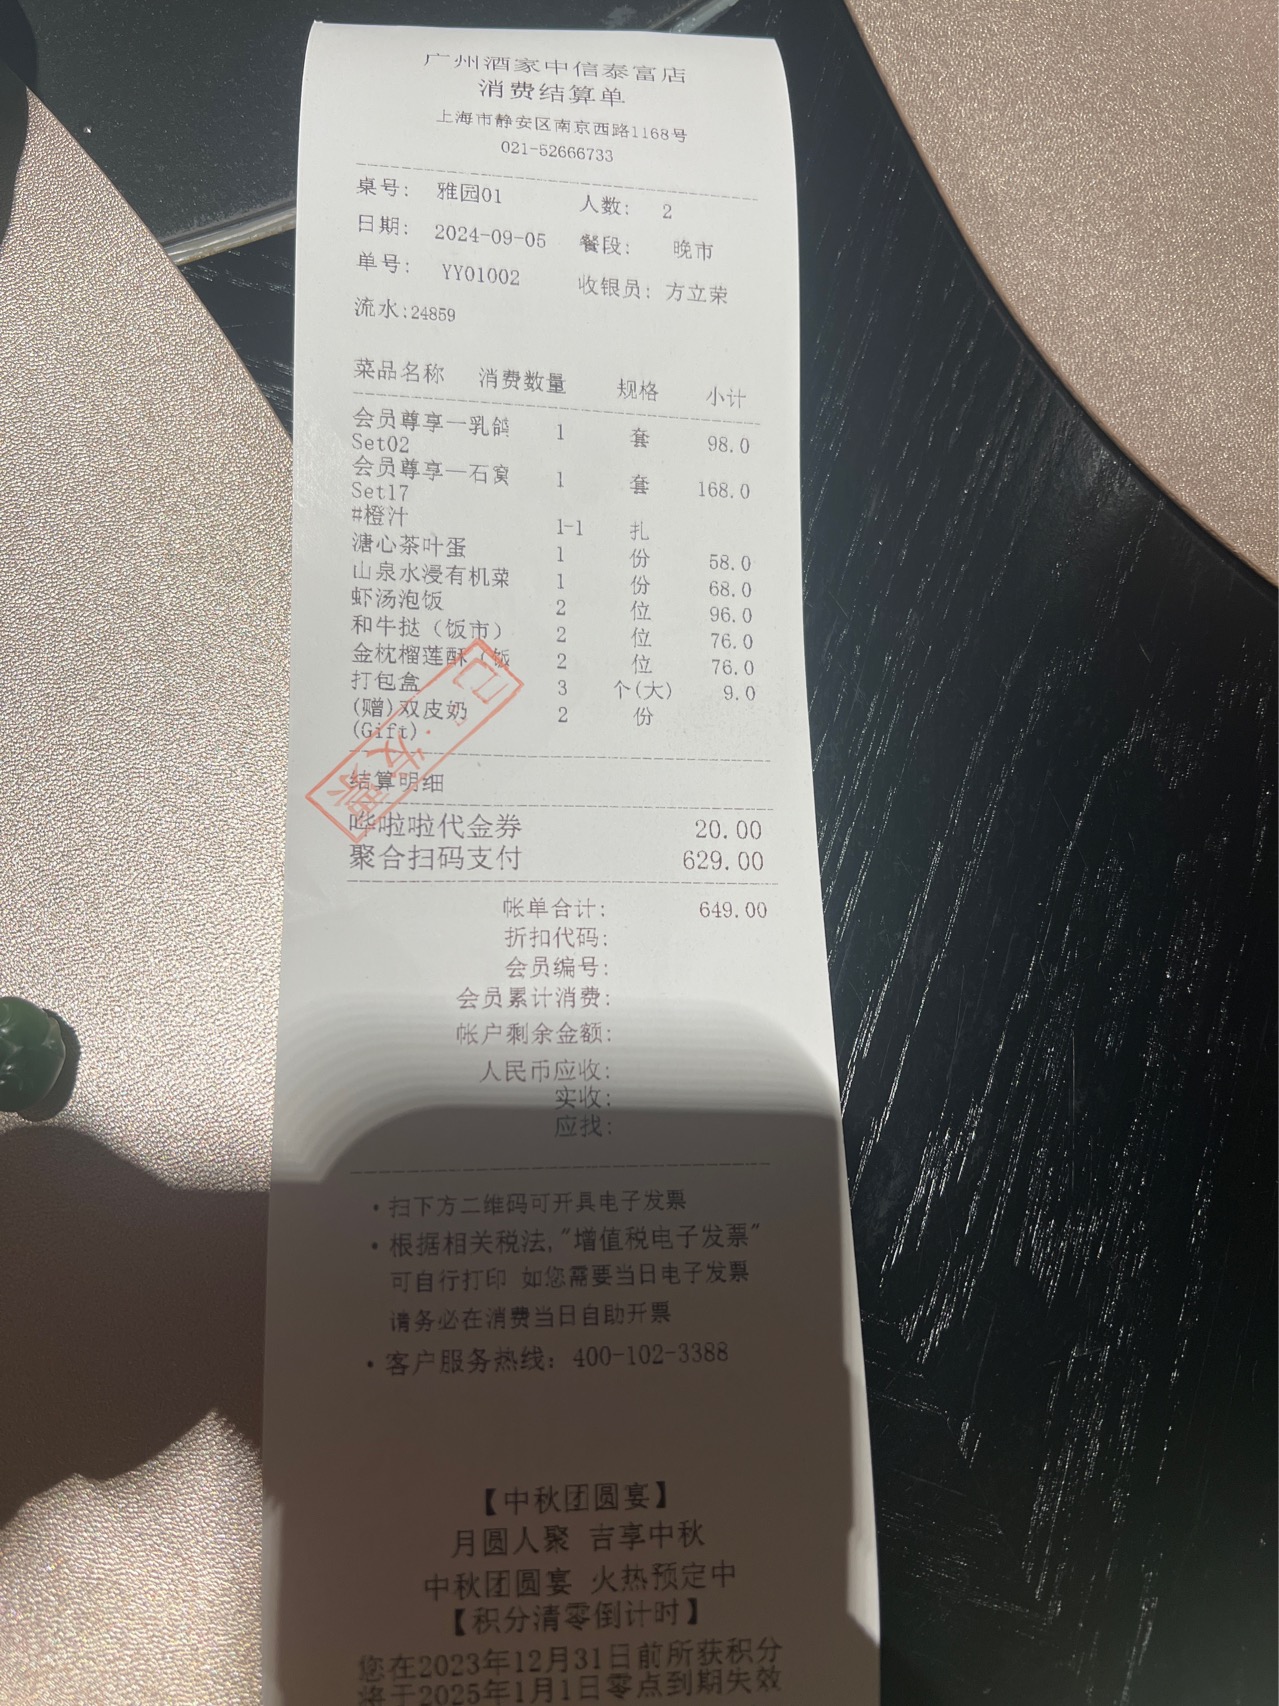 广州酒家中信泰富店
消费结算单
上海市静安区南京西路1168号
021-52666733
桌号: 雅园01 人数: 2
日期: 2024-09-05 餐段: 晚市
单号: YY01002 收银员: 方立荣
流水:24859
菜品名称 消费数量 规格 小计
会员尊享一乳鸽 1 套 98.0
Set02
会员尊享一石窝 1 套 168.0
Set17
#橙汁 1-1 扎
溏心茶叶蛋 1 份 58.0
山泉水浸有机菜 1 份 68.0
虾汤泡饭 2 位 96.0
和牛挞（饭市） 2 位 76.0
金枕榴莲酥（饭 2 位 76.0
打包盒 3 个(大) 9.0
(赠)双皮奶 2 份
(Gift)
已发票
结算明细
哗啦啦代金券 20.00
聚合扫码支付 629.00
帐单合计: 649.00
折扣代码:
会员编号:
会员累计消费:
帐户剩余金额:
人民币应收:
实收:
应找:
•扫下方二维码可开具电子发票
•根据相关税法,"增值税电子发票"
可自行打印 如您需要当日电子发票
请务必在消费当日自助开票
•客户服务热线: 400-102-3388
【中秋团圆宴】
月圆人聚 吉享中秋
中秋团圆宴 火热预定中
【积分清零倒计时】
您在2023年12月31日前所获积分
将于2025年1月1日零点到期失效